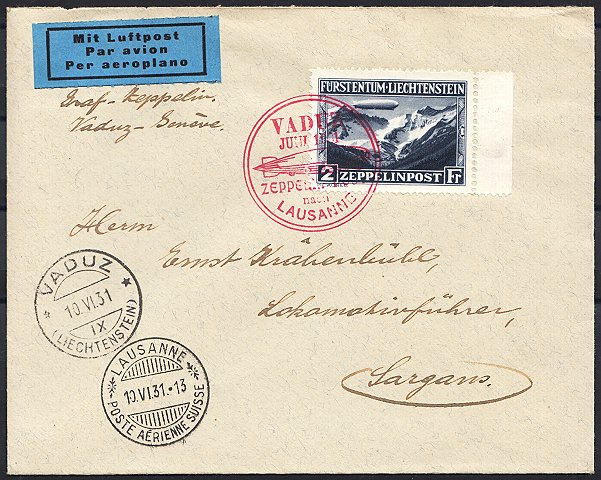 Mit Luftpost
Par avion
Per aeroplano
Graf-Zeppelin.
Vaduz-Genève.
FÜRSTENTUM·LIECHTENSTEIN
2 ZEPPELINPOST Fr
VADUZ
JUNI
ZEPPELIN
nach
LAUSANNE
Herrn
Ernst Krähenbühl,
Lokomotivführer,
Sargans.
* VADUZ *
10.VI.31
IX
(LIECHTENSTEIN)
LAUSANNE
10.VI.31.-13
POSTE AÉRIENNE SUISSE